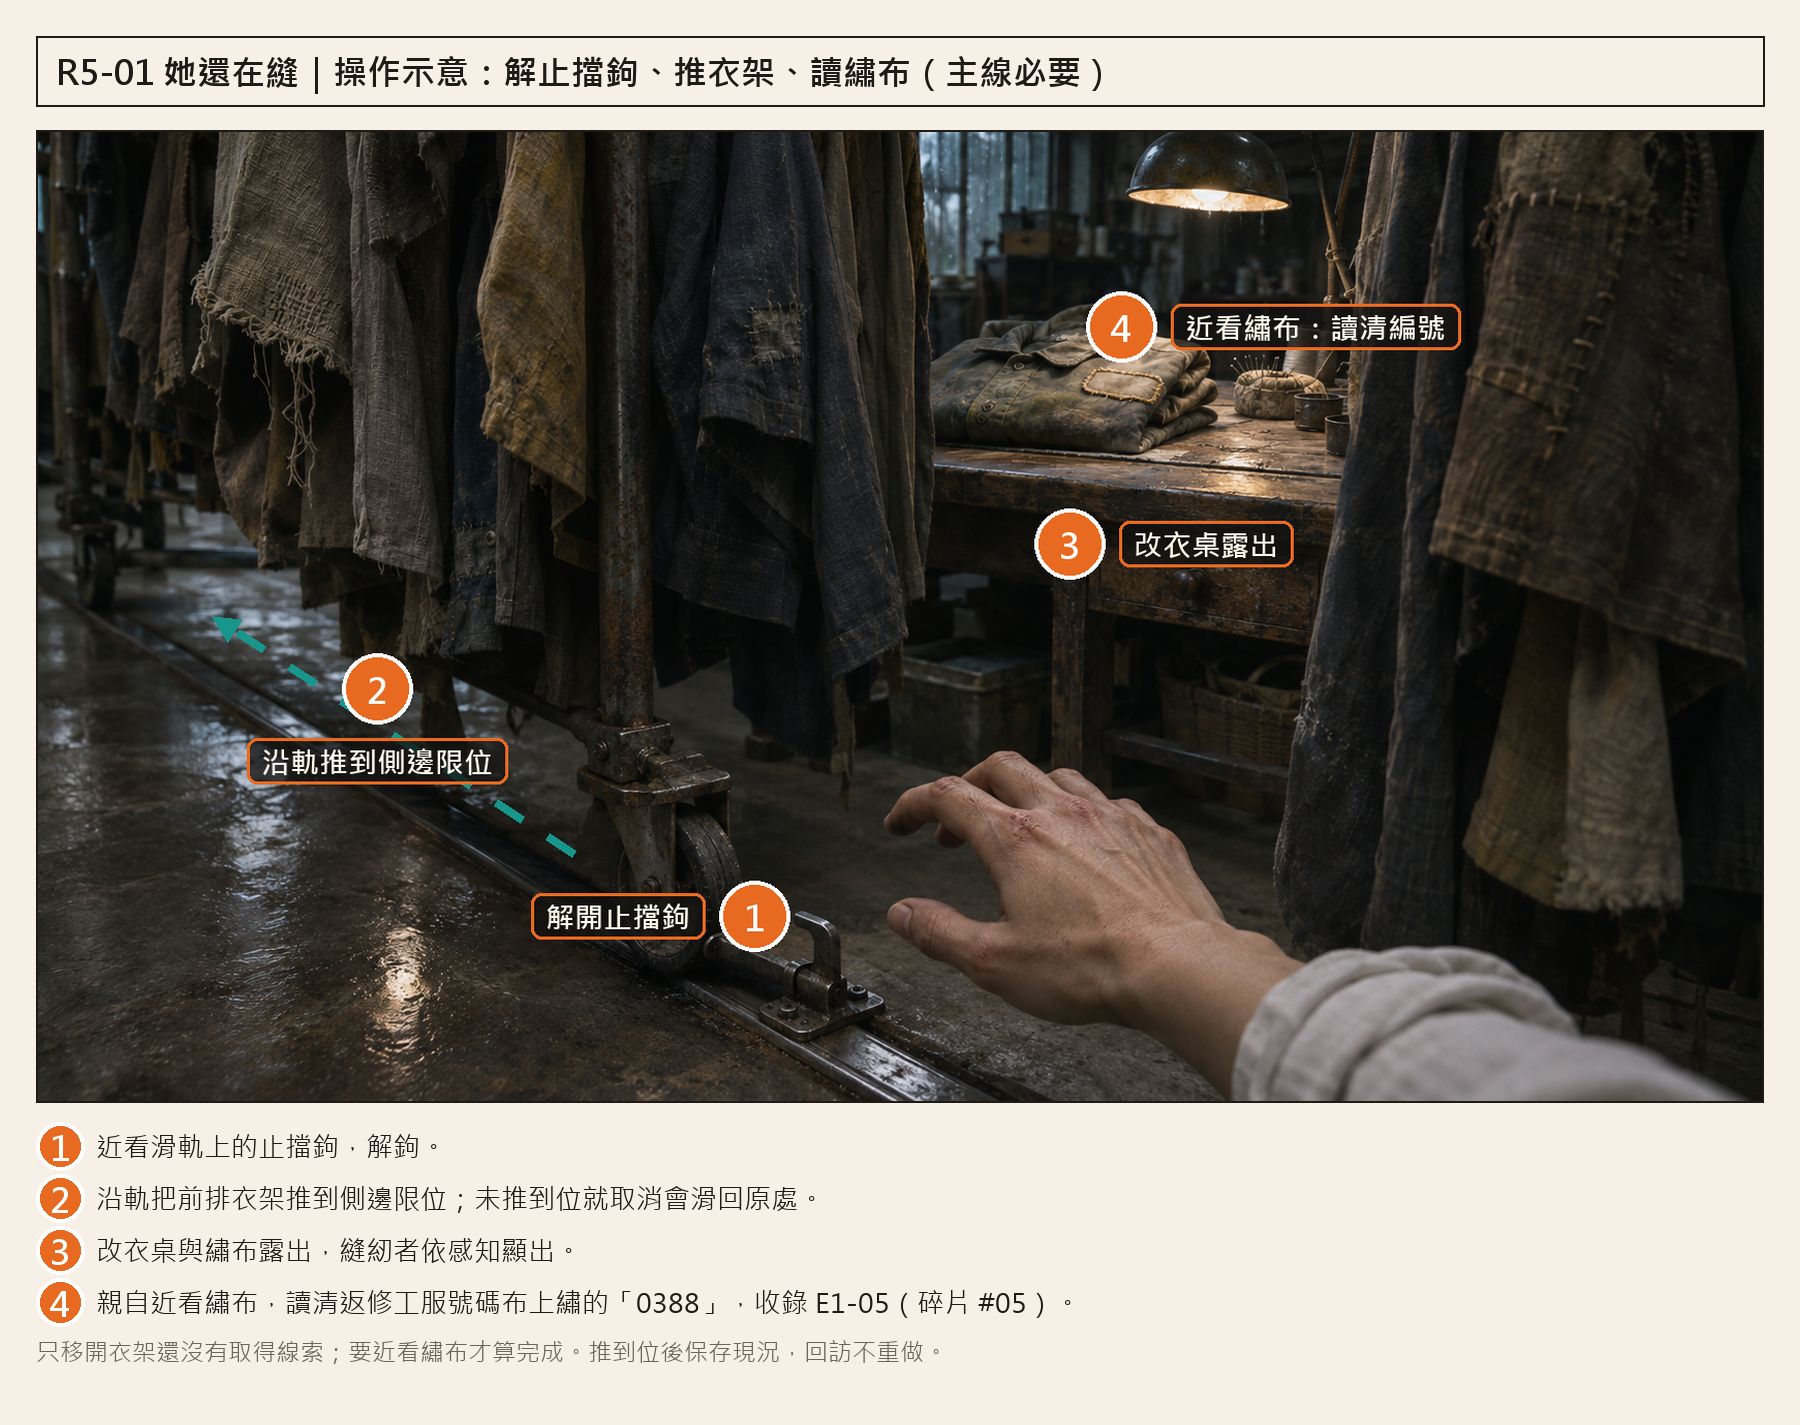 R5-01 她還在縫｜操作示意：解止擋鉤、推衣架、讀繡布（主線必要）
4 近看繡布：讀清編號
3 改衣桌露出
2
沿軌推到側邊限位
解開止擋鉤 1
1 近看滑軌上的止擋鉤，解鉤。
2 沿軌把前排衣架推到側邊限位；未推到位就取消會滑回原處。
3 改衣桌與繡布露出，縫紉者依感知顯出。
4 親自近看繡布，讀清返修工服號碼布上繡的「0388」，收錄 E1-05（碎片 #05）。
只移開衣架還沒有取得線索；要近看繡布才算完成。推到位後保存現況，回訪不重做。